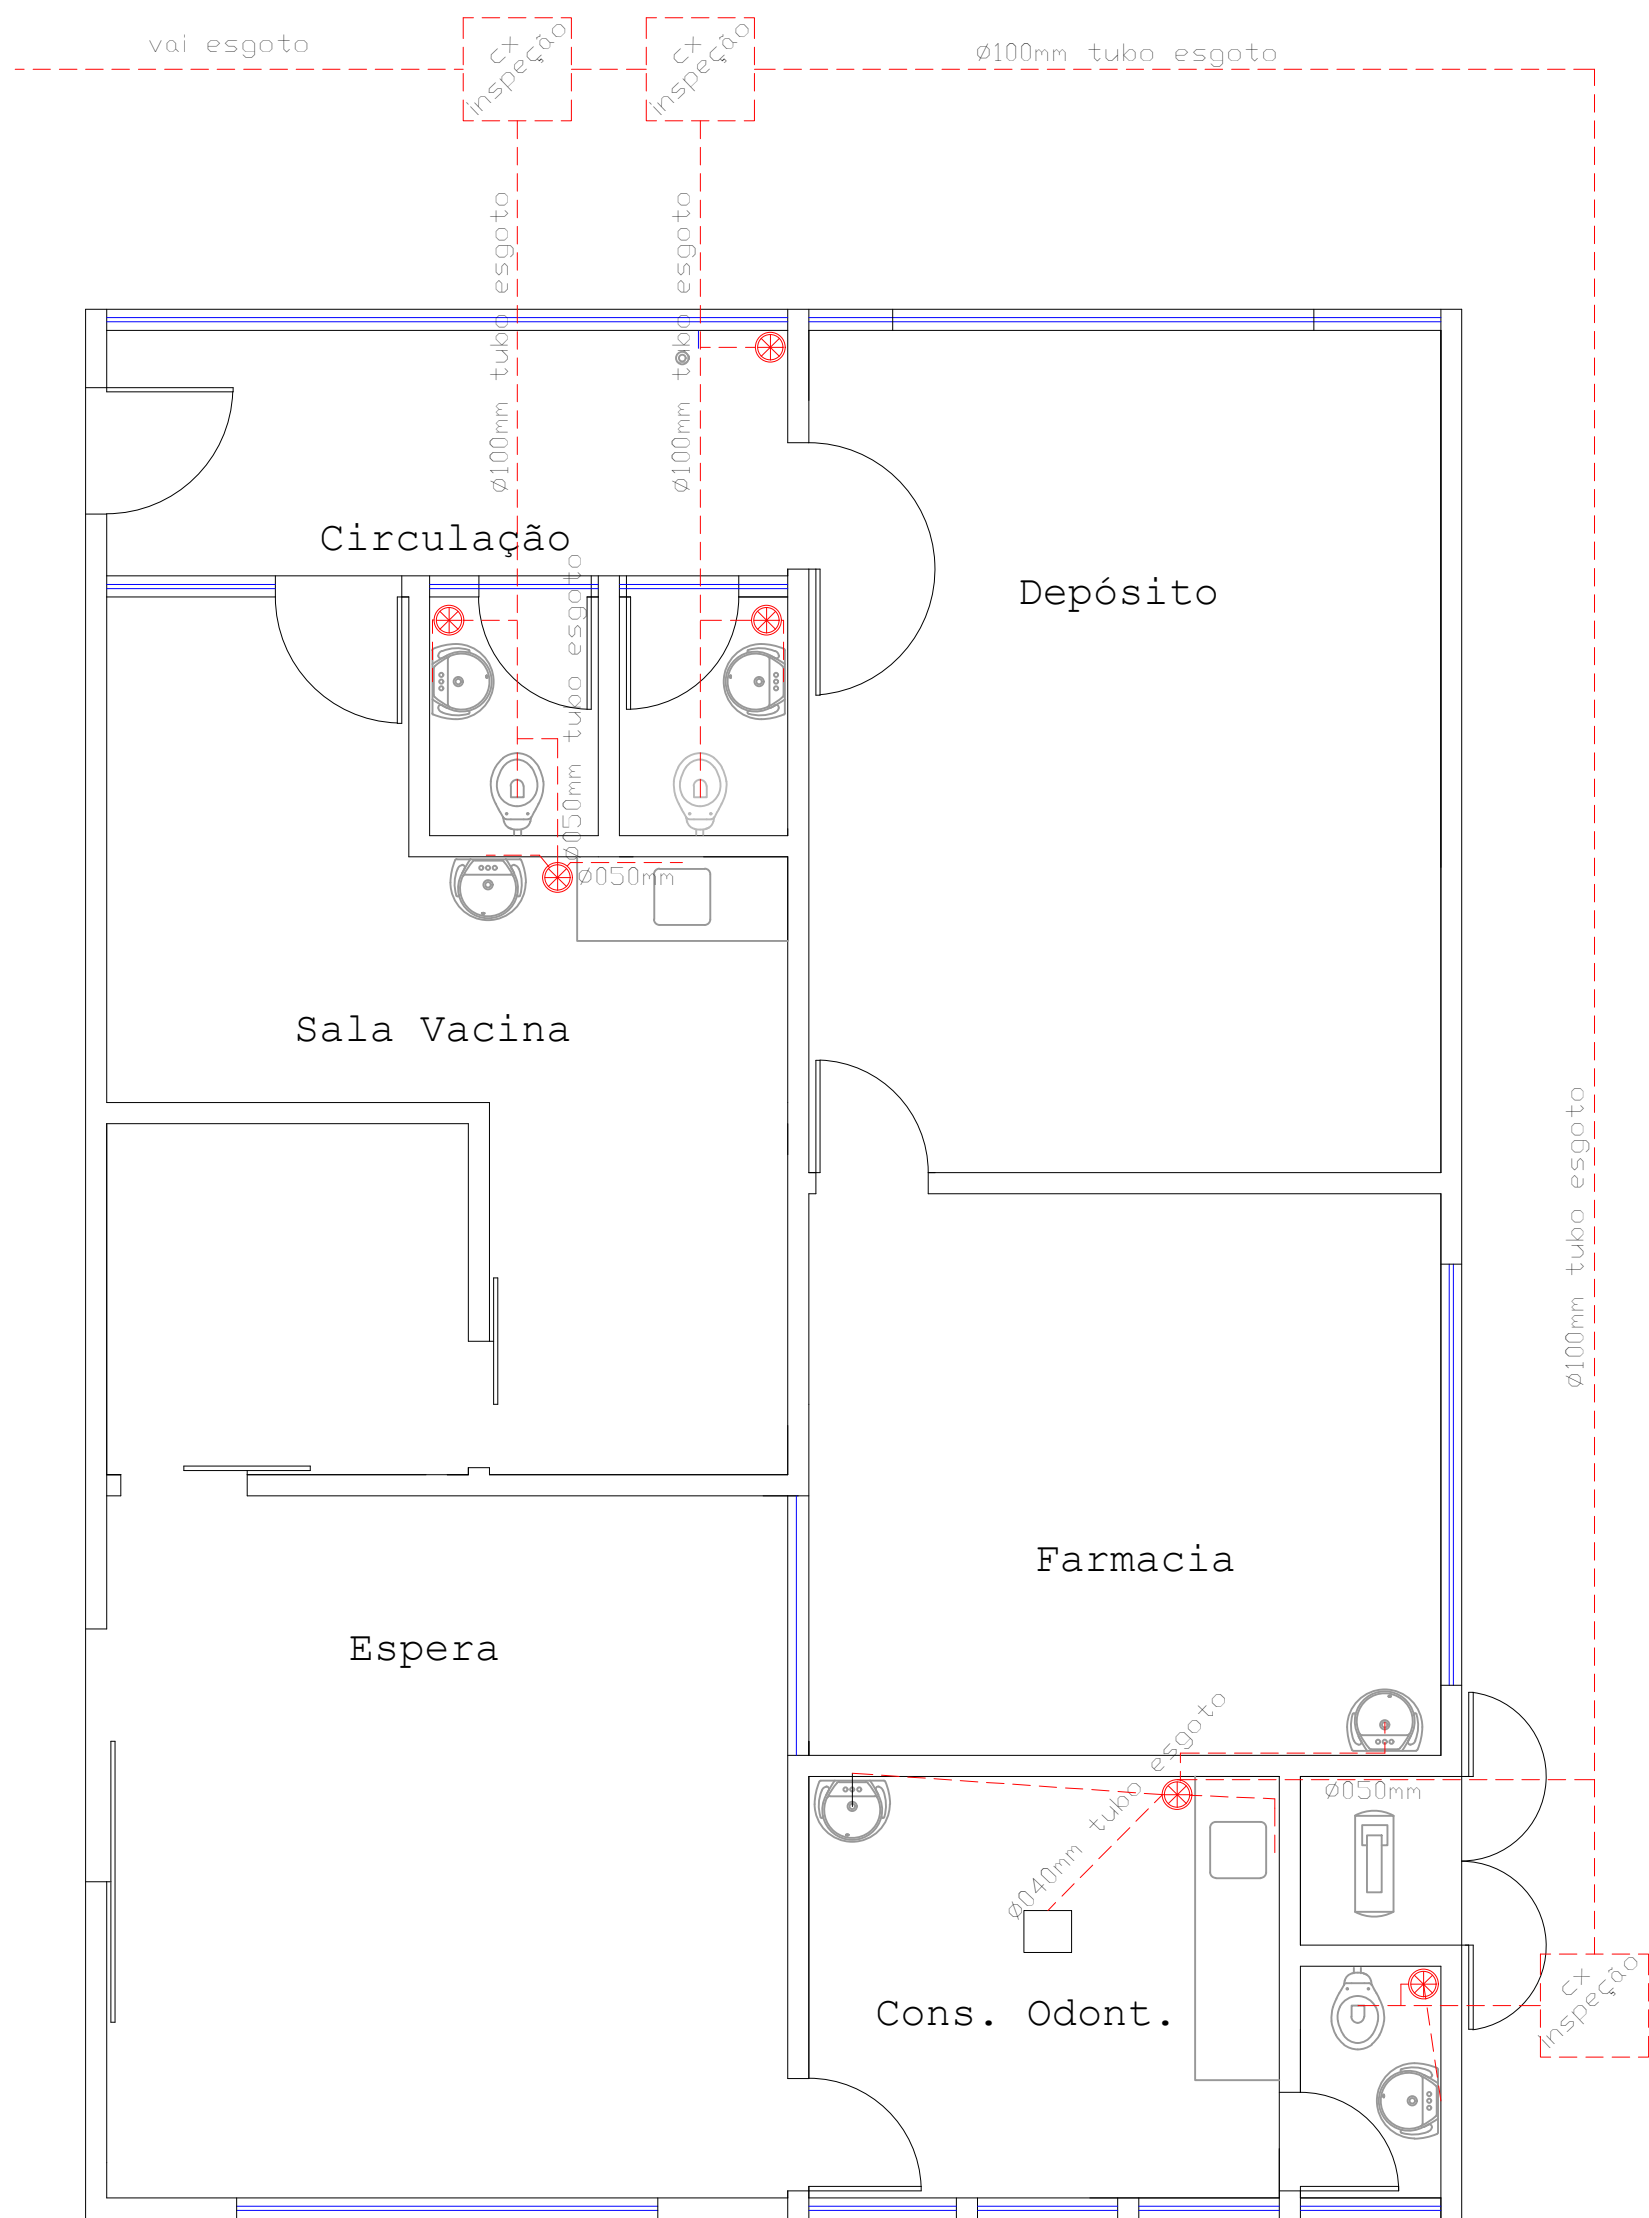 vai esgoto
cx
inspeção
cx
inspeção
Ø100mm tubo esgoto
Ø100mm tubo esgoto
Ø100mm tubo esgoto
Circulação
Depósito
Ø050mm tubo esgoto
Ø050mm
Sala Vacina
Ø100mm tubo esgoto
Farmacia
Espera
Ø040mm tubo esgoto
Ø050mm
cx
inspeção
Cons. Odont.